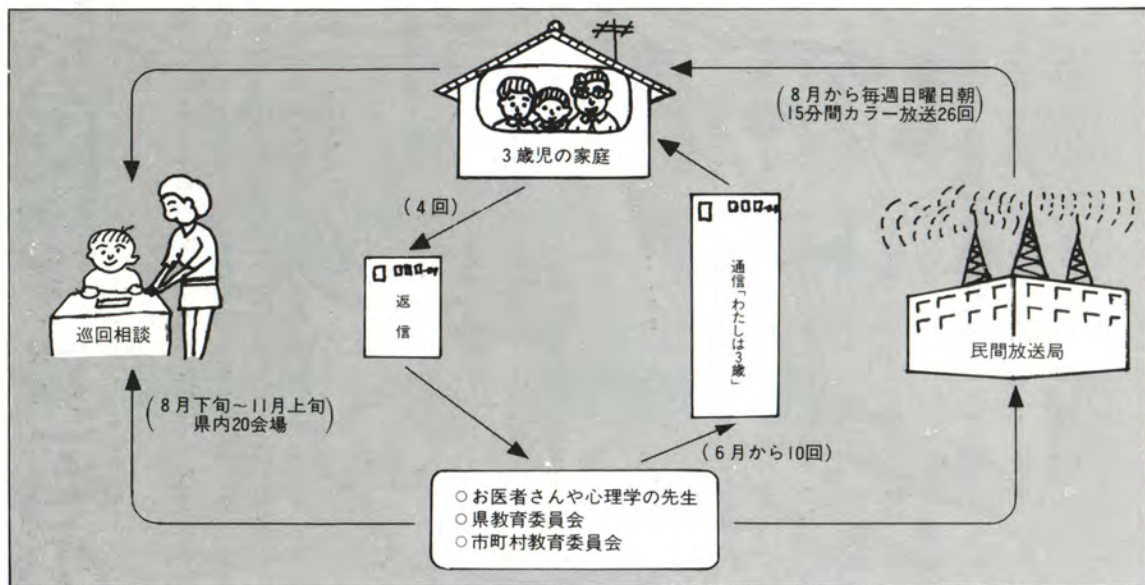 3歳児の家庭
(8月から毎週日曜日朝
15分間カラー放送26回)
(4回)
返信
通信「わたしは3歳」
巡回相談
民間放送局
(8月下旬~11月上旬
県内20会場)
(6月から10回)
○お医者さんや心理学の先生
○県教育委員会
○市町村教育委員会